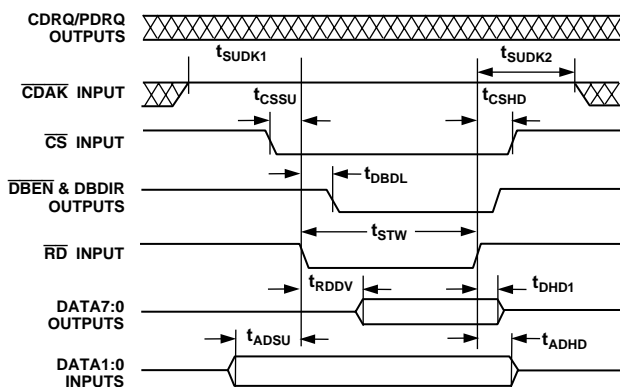 CDRQ/PDRQ
OUTPUTS
tSUDK1
tSUDK2
CDAK INPUT
tCSSU
tCSHD
CS INPUT
tDBDL
DBEN & DBDIR
OUTPUTS
tSTW
RD INPUT
tRDDV
tDHD1
DATA7:0
OUTPUTS
tADSU
tADHD
DATA1:0
INPUTS